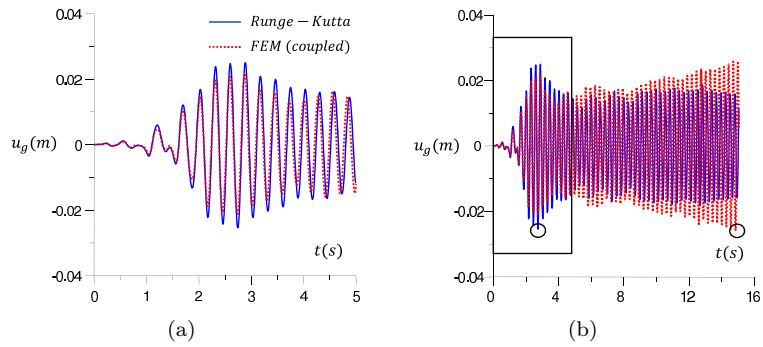 0.04
Runge − Kutta
FEM (coupled)
0.02
u_g(m)
0
-0.02
t(s)
-0.04
0 1 2 3 4 5
(a)
0.04
0.02
u_g(m)
0
-0.02
t(s)
-0.04
0 4 8 12 16
(b)